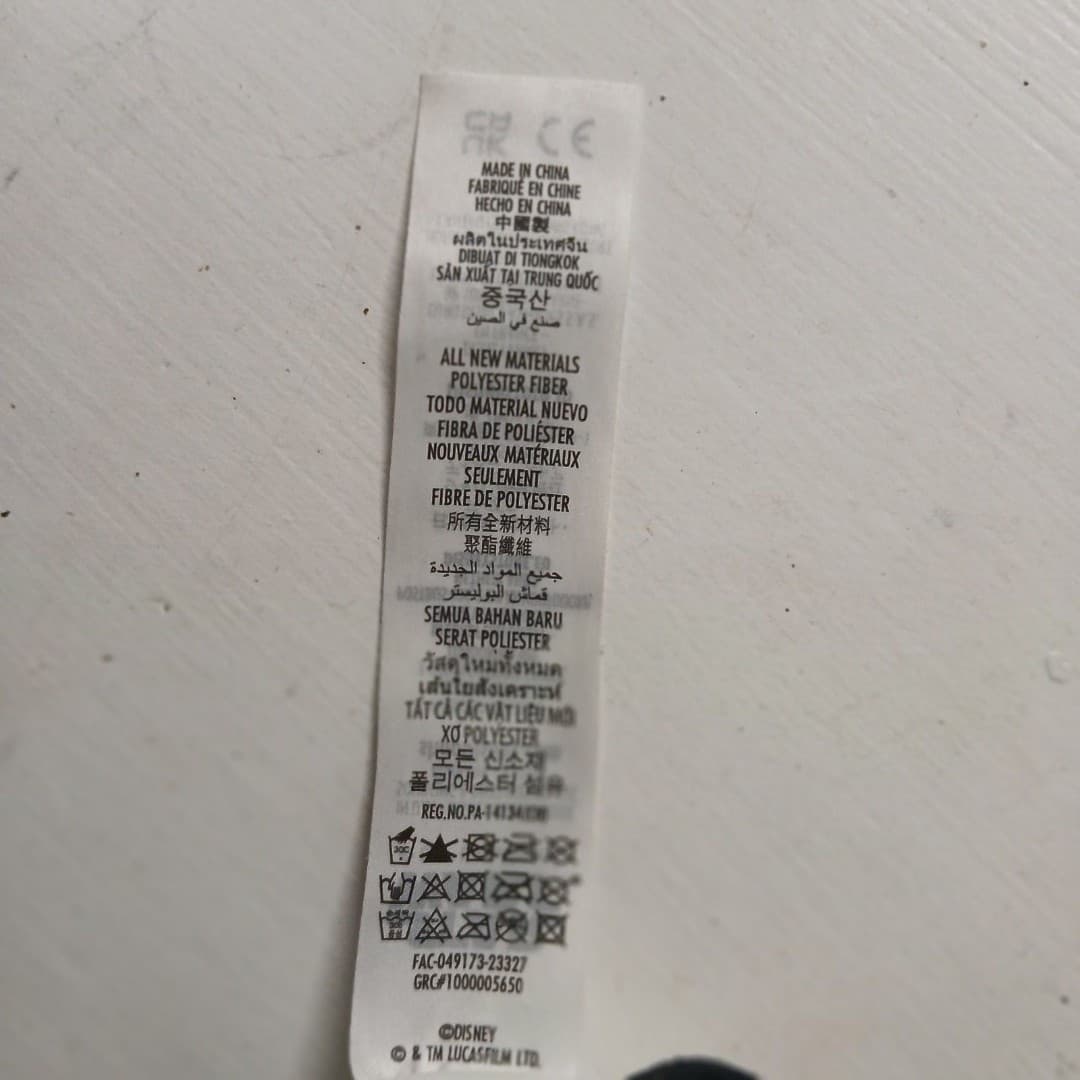 UK CA CE
MADE IN CHINA
FABRIQUÉ EN CHINE
HECHO EN CHINA
中國製
ผลิตในประเทศจีน
DIBUAT DI TIONGKOK
SẢN XUẤT TẠI TRUNG QUỐC
중국산
صنع في الصين
ALL NEW MATERIALS
POLYESTER FIBER
TODO MATERIAL NUEVO
FIBRA DE POLIÉSTER
NOUVEAUX MATÉRIAUX
SEULEMENT
FIBRE DE POLYESTER
所有全新材料
聚酯纖維
جميع المواد الجديدة
قماش البوليستر
SEMUA BAHAN BARU
SERAT POLIESTER
วัสดุใหม่ทั้งหมด
เส้นใยสังเคราะห์
TẤT CẢ CÁC VẬT LIỆU MỚI
XƠ POLYESTER
모든 신소재
폴리에스터 섬유
REG.NO.PA-
30C
FAC-049173-23327
GRC#1000005650
©DISNEY
© & TM LUCASFILM LTD.